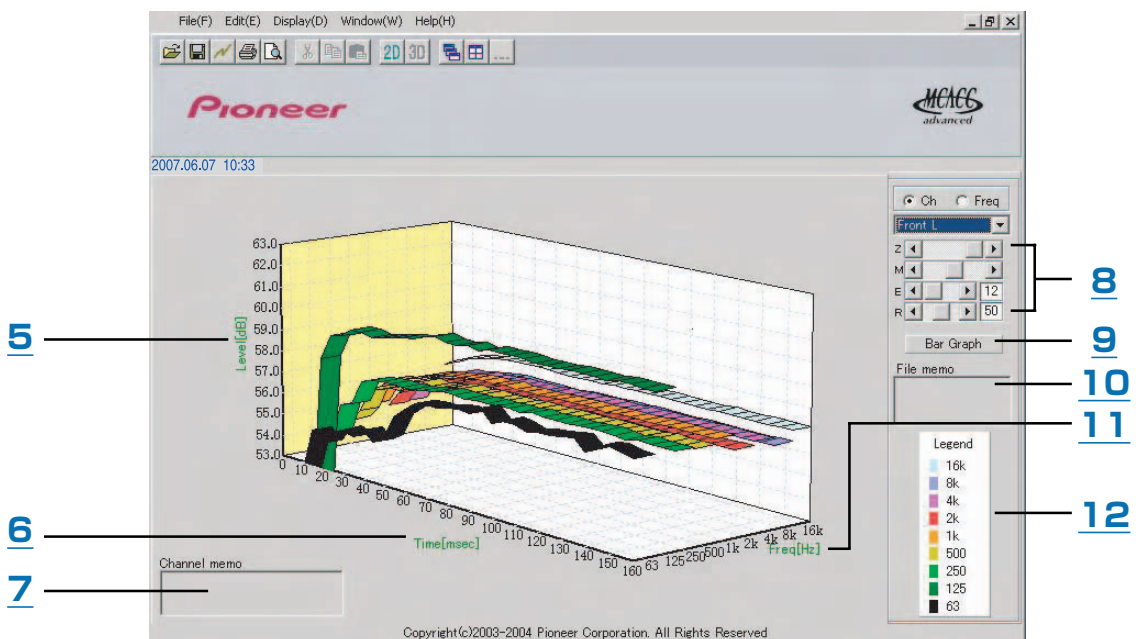 File(F) Edit(E) Display(D) Window(W) Help(H)
2D 3D
Pioneer
MCACC
advanced
2007.06.07 10:33
Ch Freq
Front L
Z
M
E 12
R 50
8
Bar Graph
9
File memo
10
11
5
Level[dB]
63.0
62.0
61.0
60.0
59.0
58.0
57.0
56.0
55.0
54.0
53.0
0 10 20 30 40 50 60 70 80 90 100 110 120 130 140 150 160
63 125 250 500 1k 2k 4k 8k 16k
6
Time[msec]
Freq[Hz]
Legend
16k
8k
4k
2k
1k
500
250
125
63
12
Channel memo
7
Copyright(c)2003-2004 Pioneer Corporation. All Rights Reserved